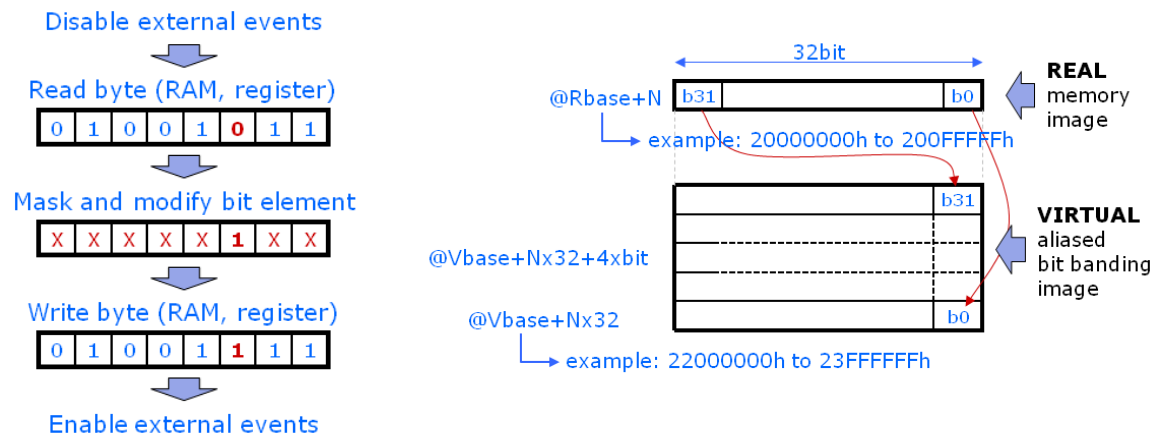 Disable external events
Read byte (RAM, register)
0 1 0 0 1 0 1 1
Mask and modify bit element
X X X X X 1 X X
Write byte (RAM, register)
0 1 0 0 1 1 1 1
Enable external events
32bit
@Rbase+N
b31
b0
REAL
memory
image
example: 20000000h to 200FFFFFh
b31
VIRTUAL
aliased
bit banding
image
@Vbase+Nx32+4xbit
@Vbase+Nx32
b0
example: 22000000h to 23FFFFFFh